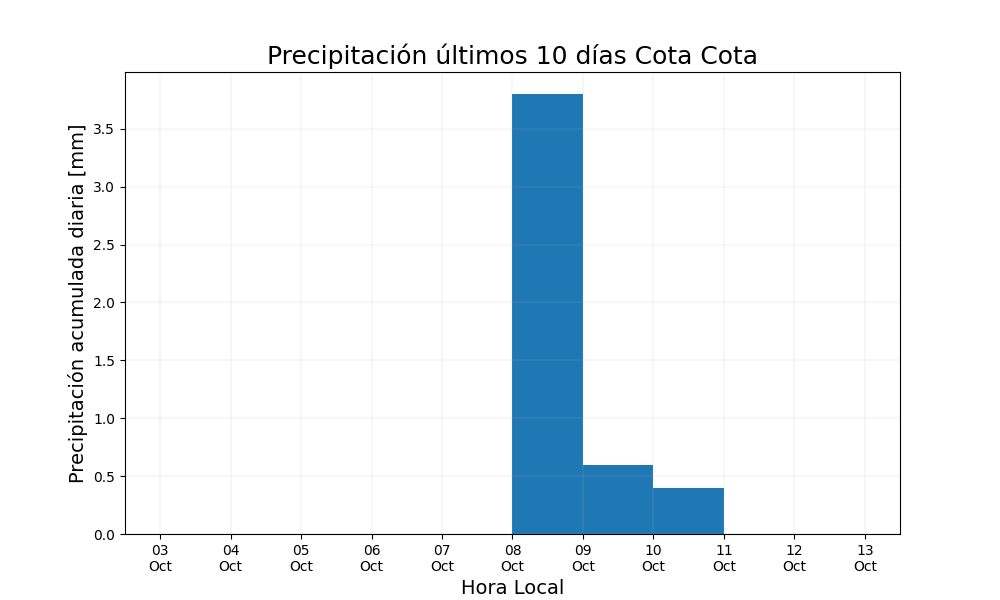 Precipitación últimos 10 días Cota Cota
Precipitación acumulada diaria [mm]
3.5
3.0
2.5
2.0
1.5
1.0
0.5
0.0
03 04 05 06 07 08 09 10 11 12 13
Oct Oct Oct Oct Oct Oct Oct Oct Oct Oct Oct
Hora Local